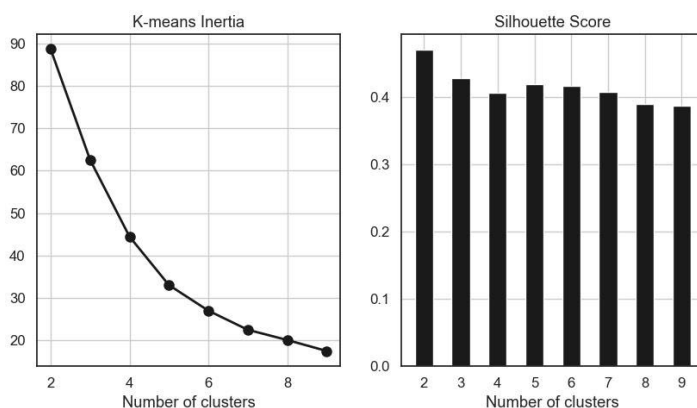 K-means Inertia
90
80
70
60
50
40
30
20
2 4 6 8
Number of clusters
Silhouette Score
0.4
0.3
0.2
0.1
0.0
2 3 4 5 6 7 8 9
Number of clusters